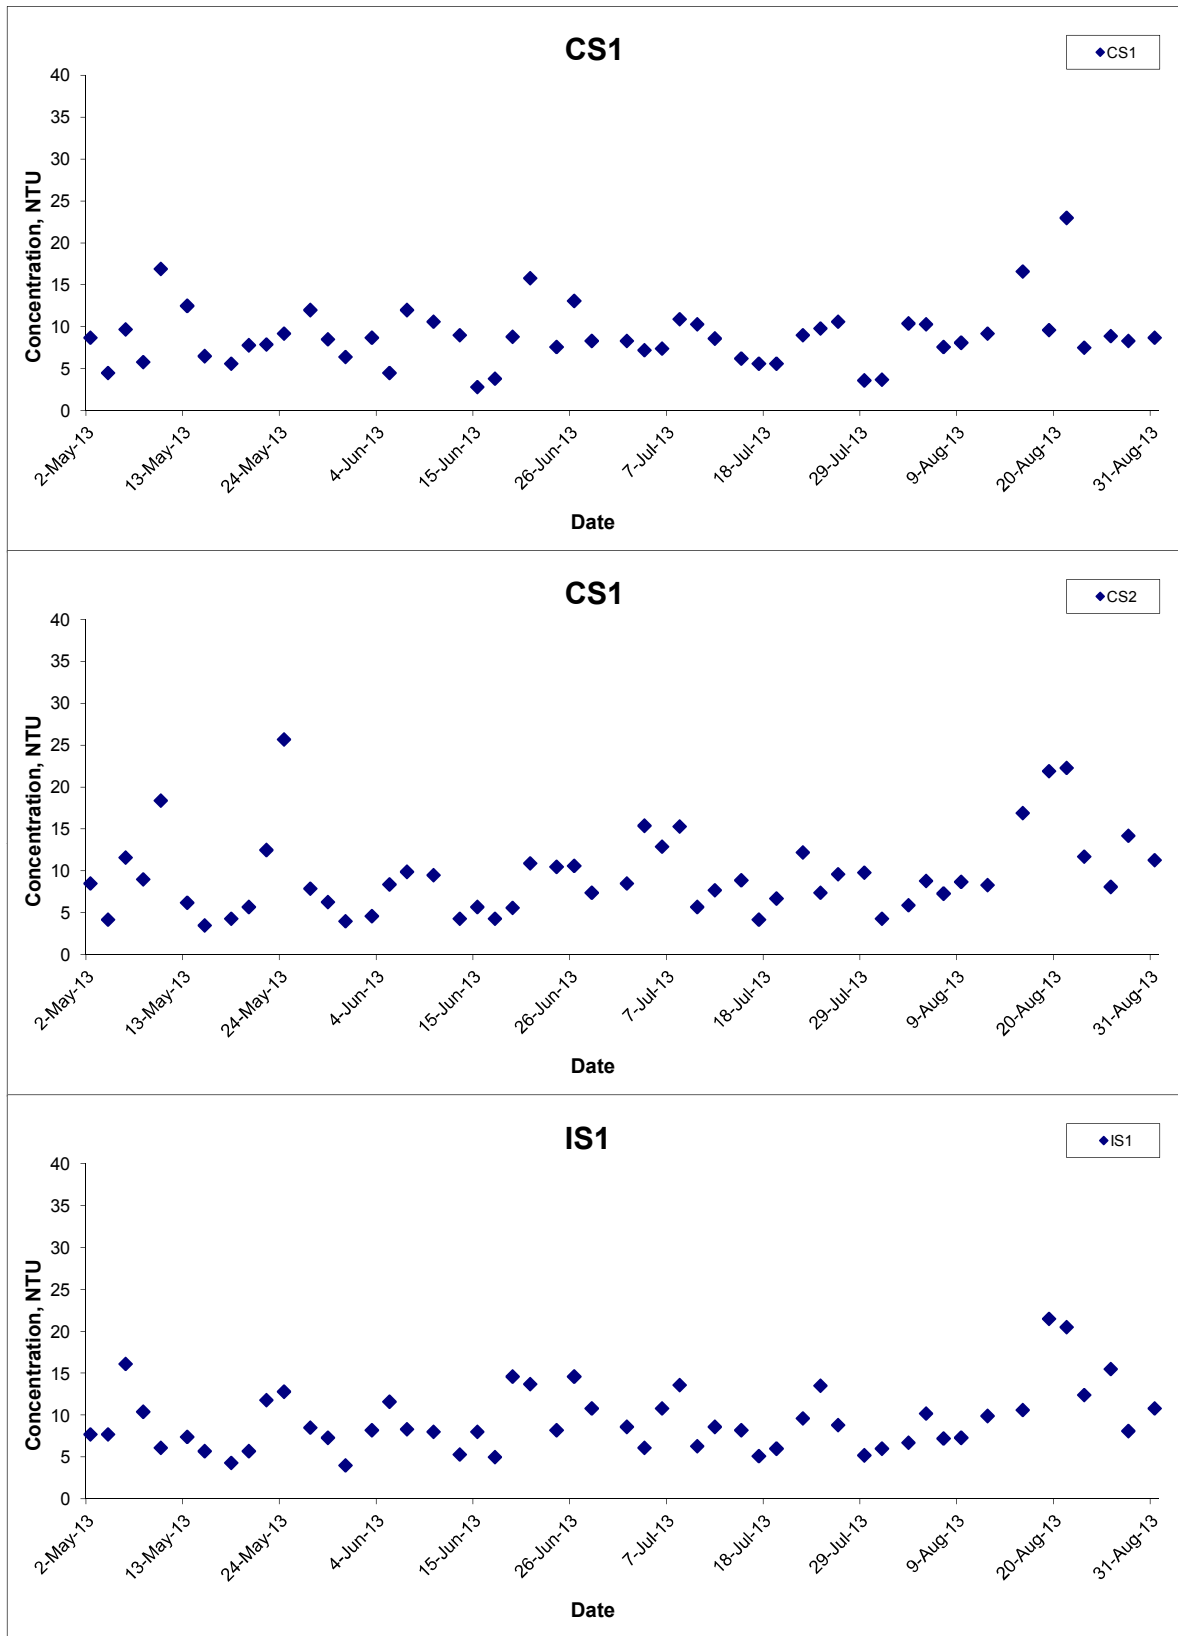 CS1
CS1
40
35
30
25
20
15
10
5
0
Concentration, NTU
2-May-13
13-May-13
24-May-13
4-Jun-13
15-Jun-13
26-Jun-13
7-Jul-13
18-Jul-13
29-Jul-13
9-Aug-13
20-Aug-13
31-Aug-13
Date
CS1
CS2
40
35
30
25
20
15
10
5
0
Concentration, NTU
2-May-13
13-May-13
24-May-13
4-Jun-13
15-Jun-13
26-Jun-13
7-Jul-13
18-Jul-13
29-Jul-13
9-Aug-13
20-Aug-13
31-Aug-13
Date
IS1
IS1
40
35
30
25
20
15
10
5
0
Concentration, NTU
2-May-13
13-May-13
24-May-13
4-Jun-13
15-Jun-13
26-Jun-13
7-Jul-13
18-Jul-13
29-Jul-13
9-Aug-13
20-Aug-13
31-Aug-13
Date